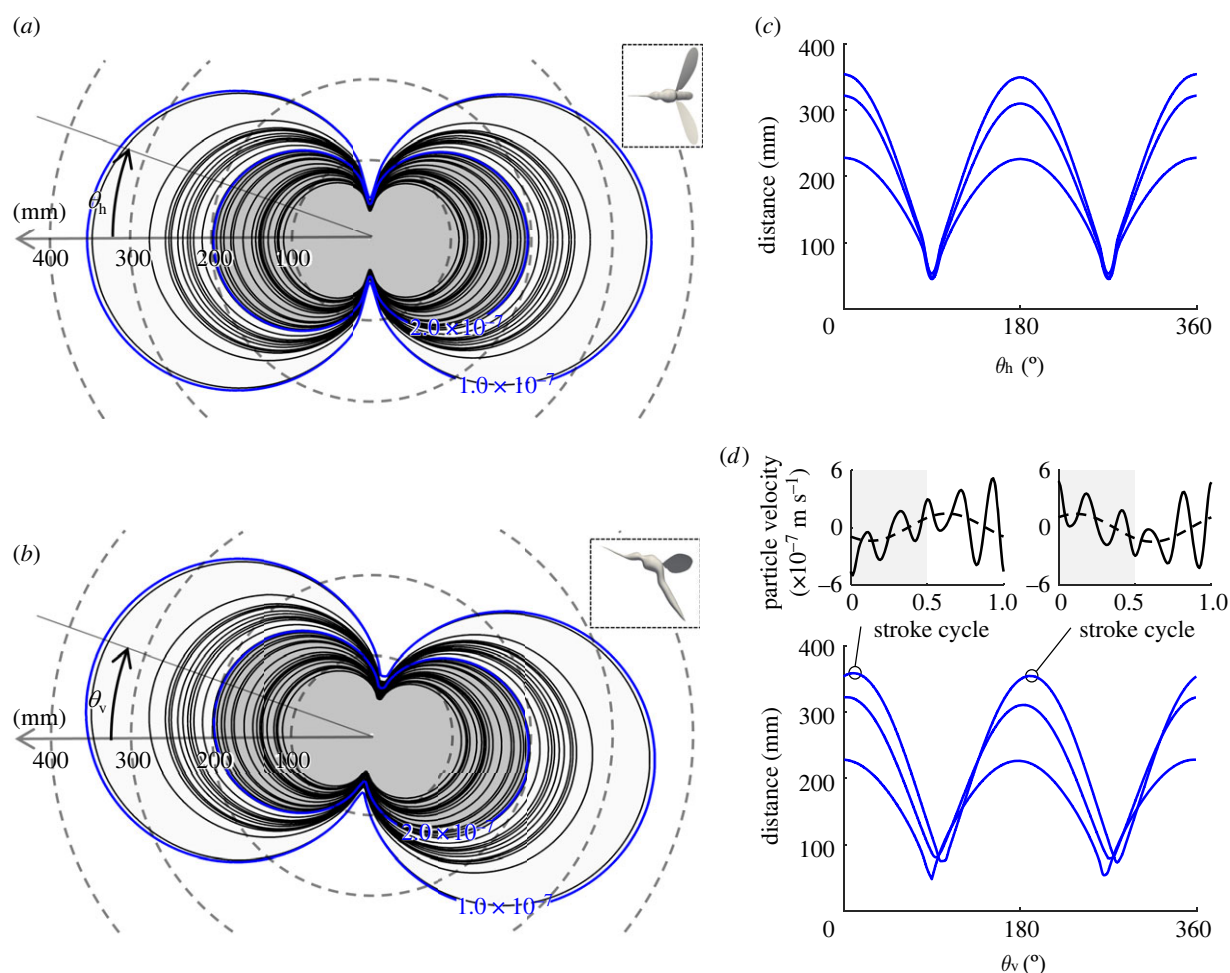 (a)
θh
(mm)
400 300 200 100
2.0 × 10⁻⁷
1.0 × 10⁻⁷
(b)
θv
(mm)
400 300 200 100
2.0 × 10⁻⁷
1.0 × 10⁻⁷
(c)
400
300
200
100
0 180 360
distance (mm)
θh (º)
(d)
particle velocity
(×10⁻⁷ m s⁻¹)
6
0
−6
0 0.5 1.0
stroke cycle
6
0
−6
0 0.5 1.0
stroke cycle
400
300
200
100
0 180 360
distance (mm)
θv (º)